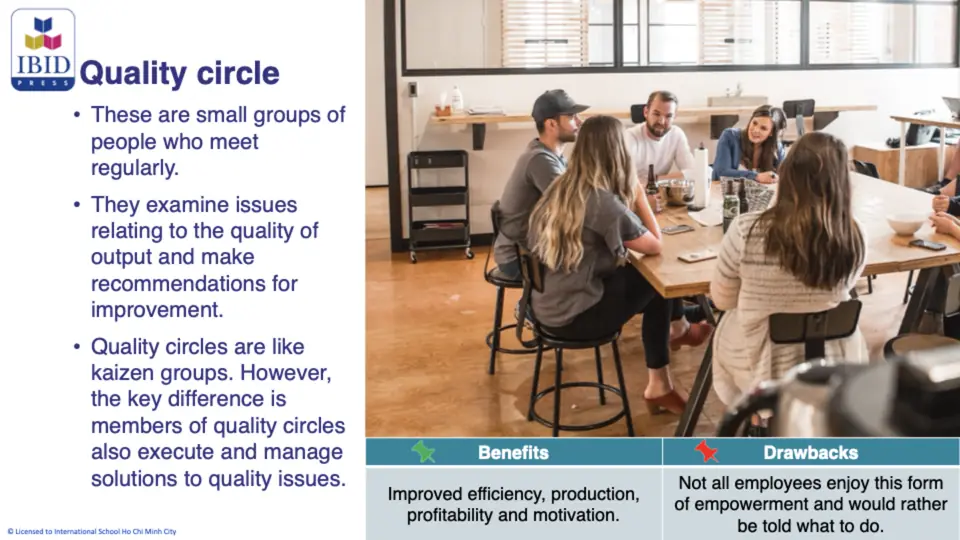 IBID
PRESS
Quality circle
• These are small groups of
people who meet
regularly.
• They examine issues
relating to the quality of
output and make
recommendations for
improvement.
• Quality circles are like
kaizen groups. However,
the key difference is
members of quality circles
also execute and manage
solutions to quality issues.
Benefits
Drawbacks
Improved efficiency, production,
profitability and motivation.
Not all employees enjoy this form
of empowerment and would rather
be told what to do.
© Licensed to International School Ho Chi Minh City